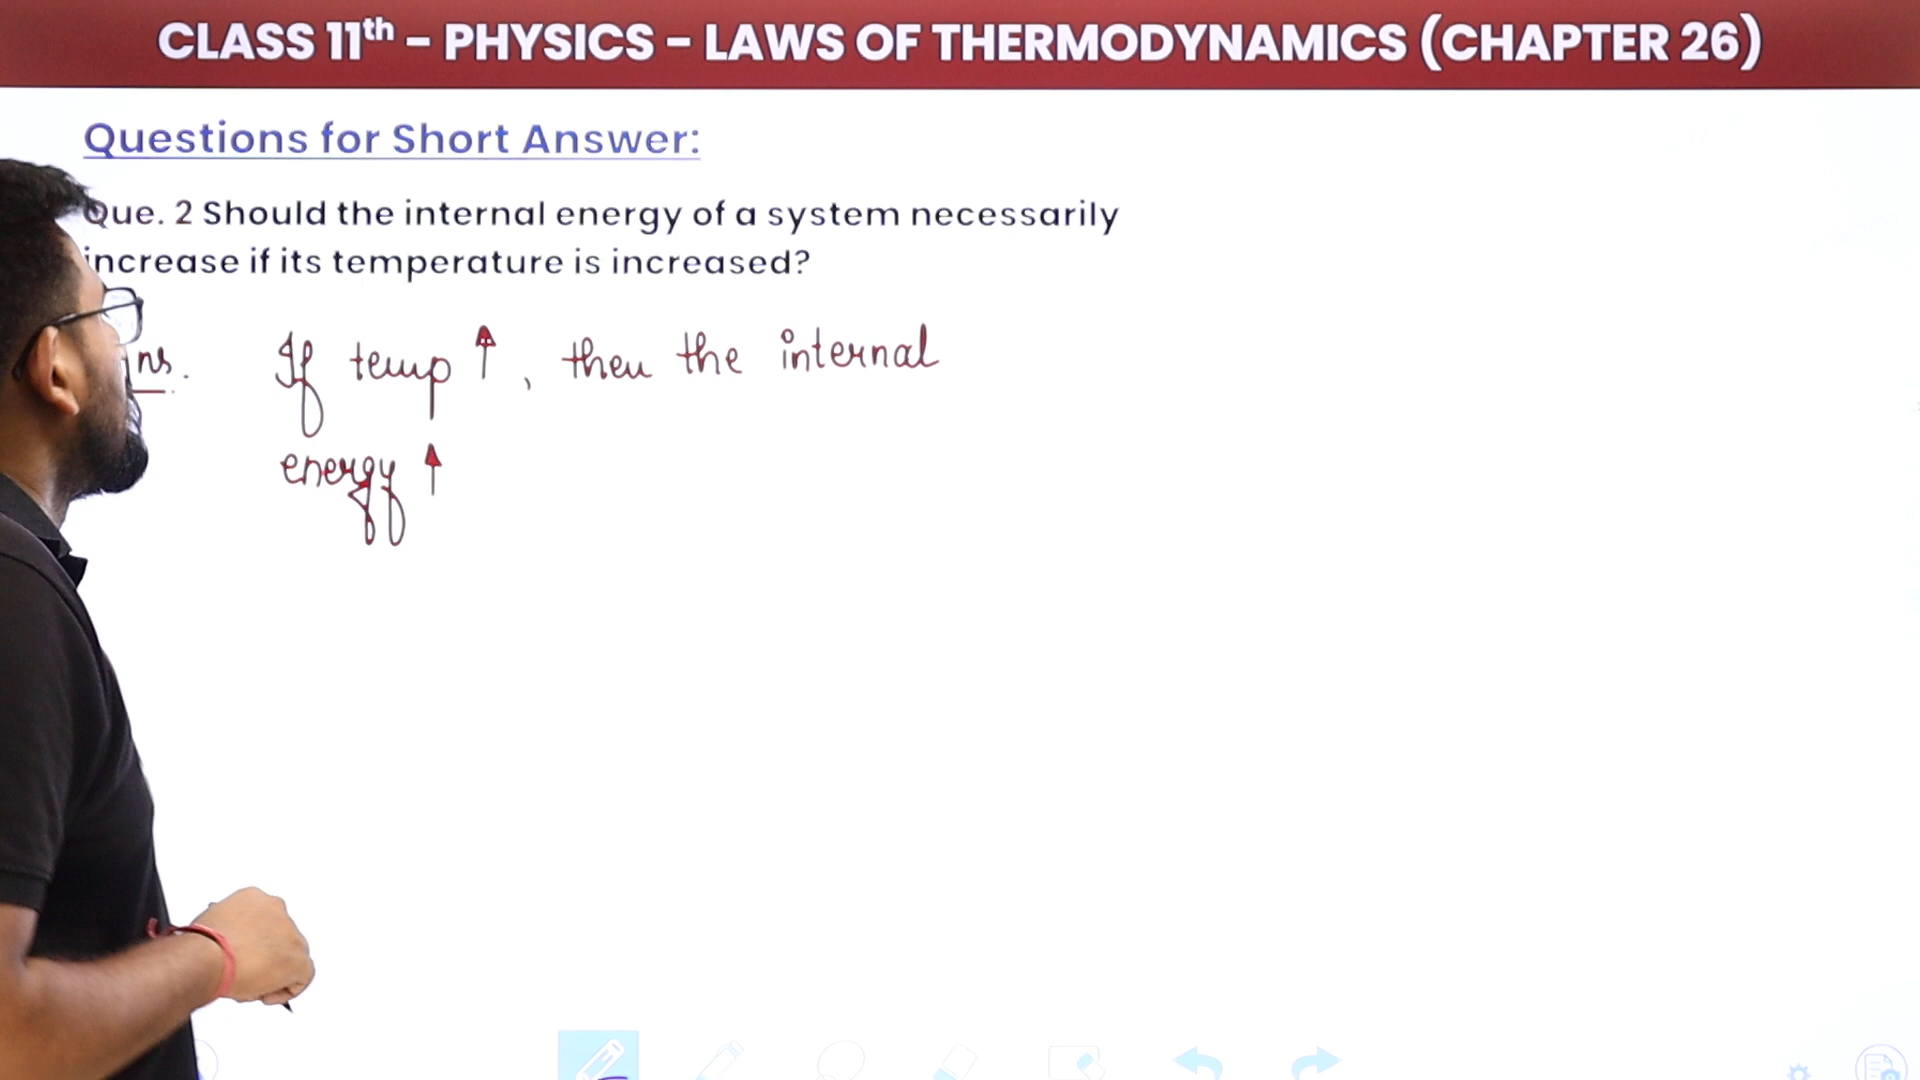 CLASS 11th – PHYSICS – LAWS OF THERMODYNAMICS (CHAPTER 26)
Questions for Short Answer:
Que. 2 Should the internal energy of a system necessarily
increase if its temperature is increased?
ns. If temp ↑, then the internal
energy ↑